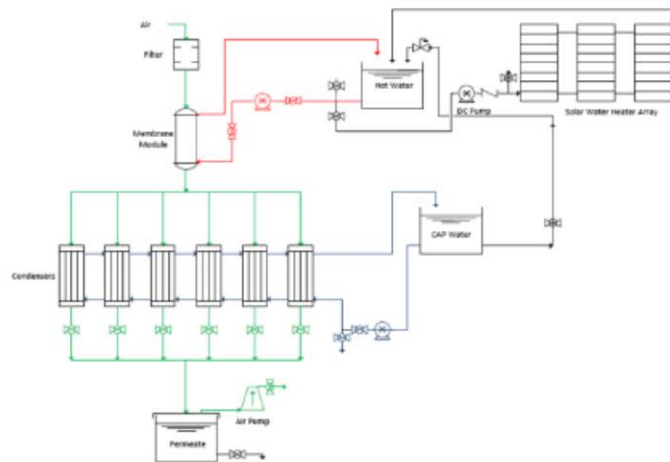 Air
Filter
Hot Water
DC Pump
Solar Water Heater Array
Membrane
Module
CAP Water
Condensers
Air Pump
Permeate